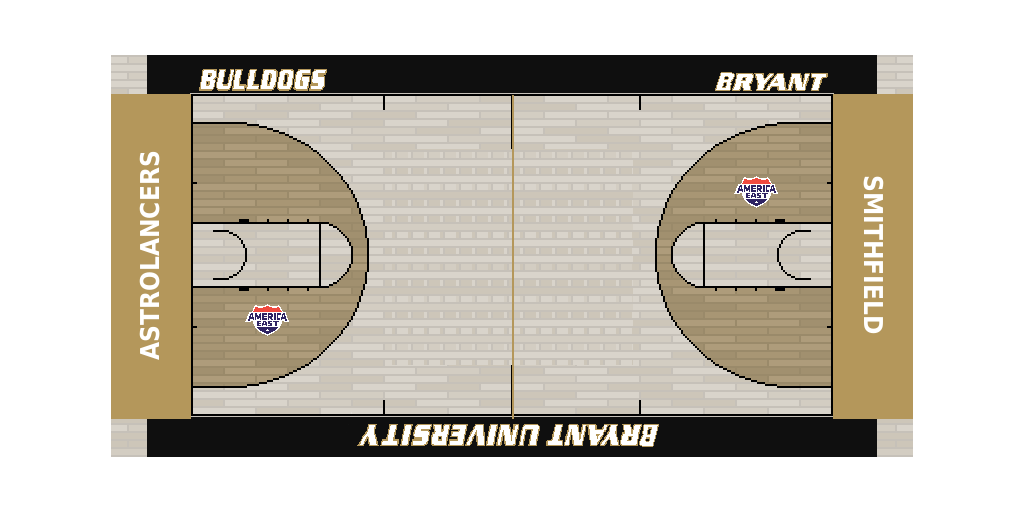 BULLDOGS
BRYANT
ASTROLANCERS
SMITHFIELD
AMERICA
EAST
AMERICA
EAST
BRYANT UNIVERSITY